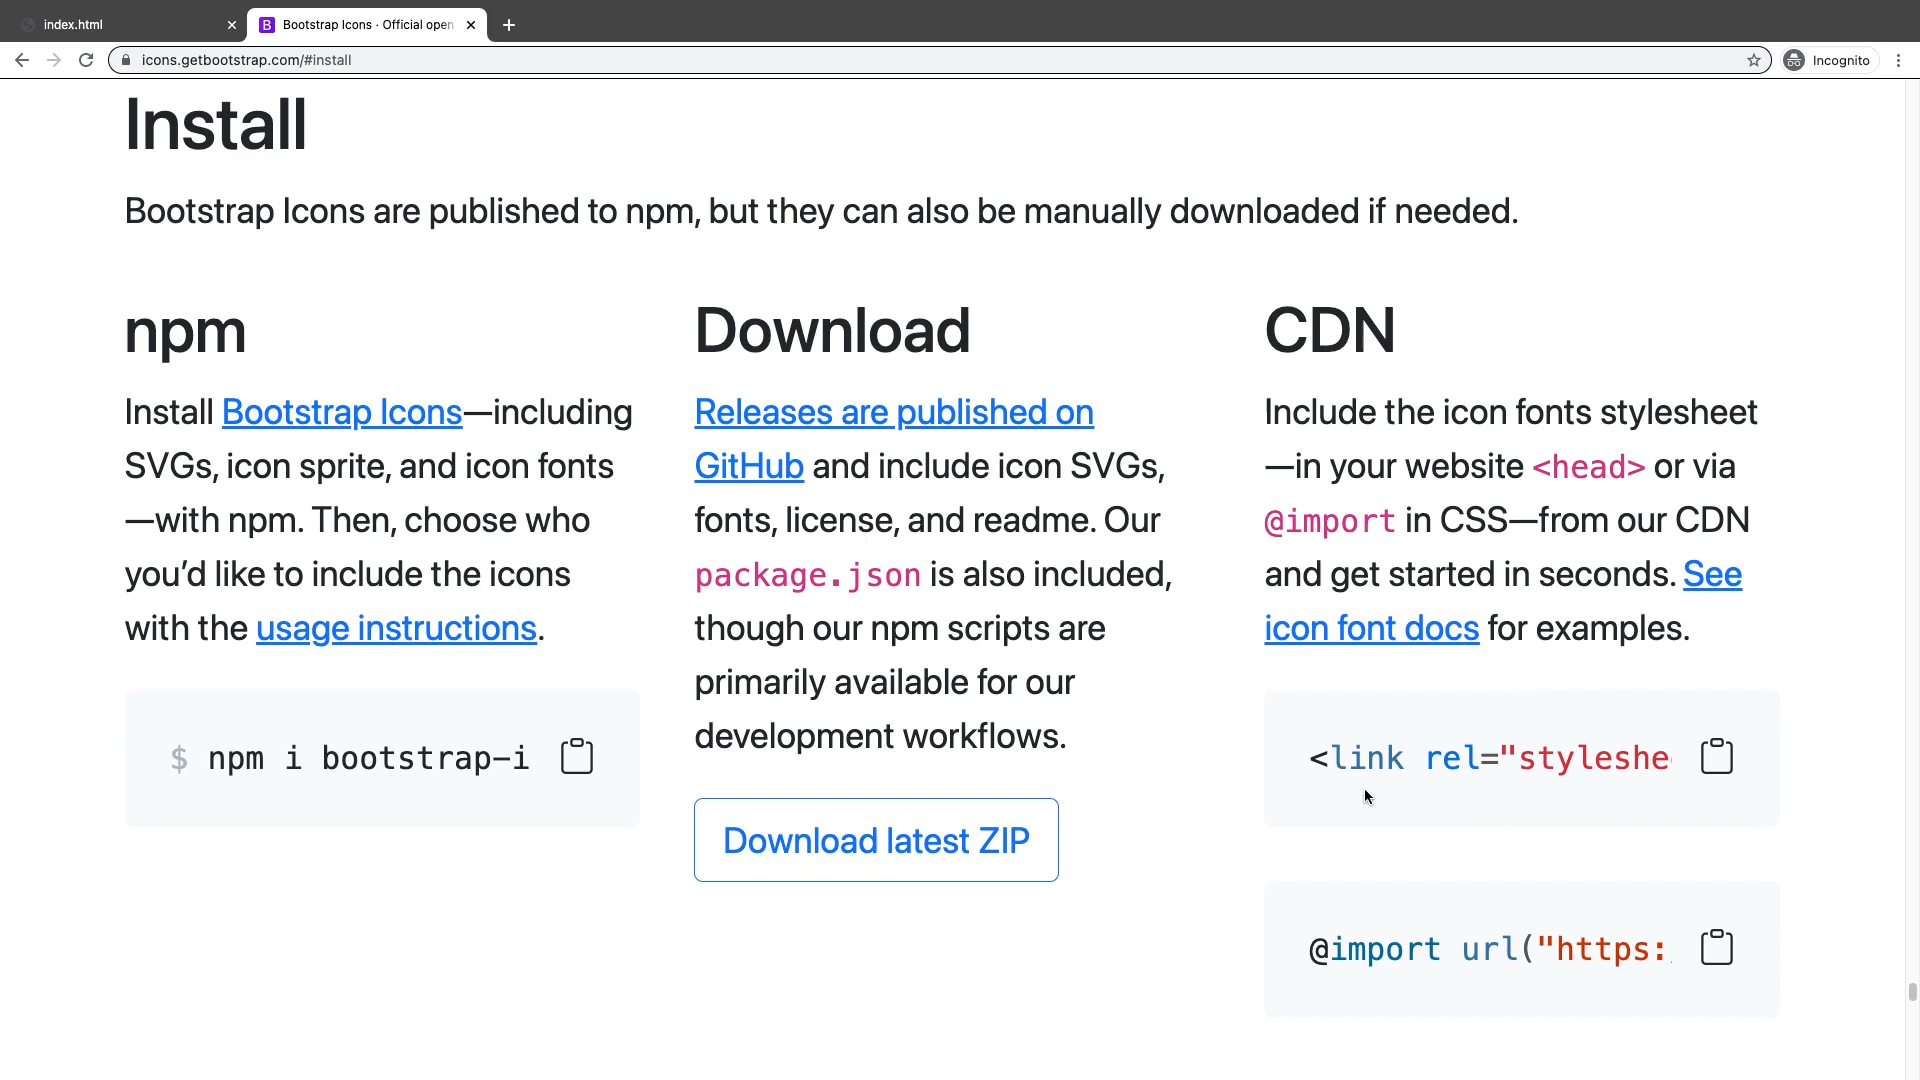 index.html
Bootstrap Icons · Official open
icons.getbootstrap.com/#install
Incognito
Install
Bootstrap Icons are published to npm, but they can also be manually downloaded if needed.
npm
Install Bootstrap Icons—including
SVGs, icon sprite, and icon fonts
—with npm. Then, choose who
you’d like to include the icons
with the usage instructions.
$ npm i bootstrap-i
Download
Releases are published on
GitHub and include icon SVGs,
fonts, license, and readme. Our
package.json is also included,
though our npm scripts are
primarily available for our
development workflows.
Download latest ZIP
CDN
Include the icon fonts stylesheet
—in your website <head> or via
@import in CSS—from our CDN
and get started in seconds. See
icon font docs for examples.
<link rel="styleshe
@import url("https: